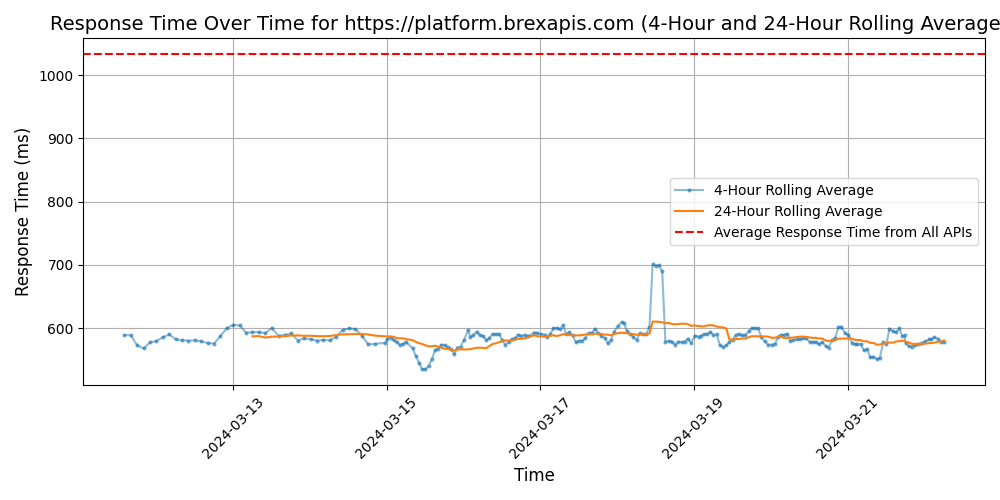 Response Time Over Time for https://platform.brexapis.com (4-Hour and 24-Hour Rolling Average
Response Time (ms)
1000
900
800
700
600
4-Hour Rolling Average
24-Hour Rolling Average
Average Response Time from All APIs
2024-03-13
2024-03-15
2024-03-17
2024-03-19
2024-03-21
Time